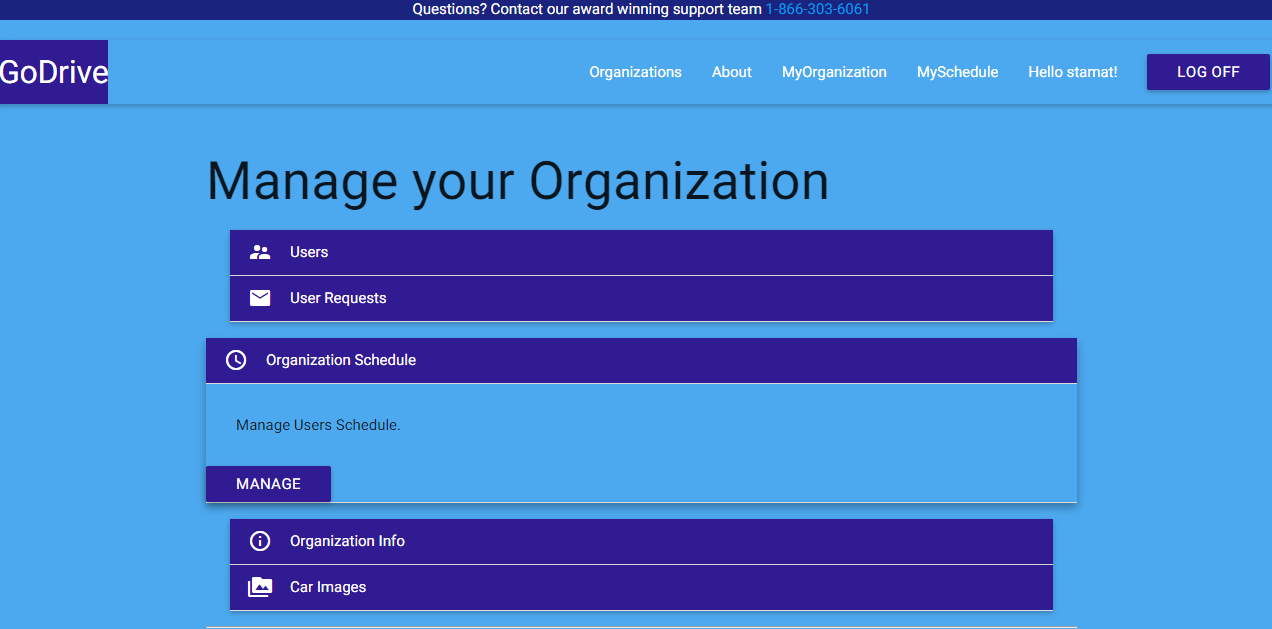 Questions? Contact our award winning support team 1-866-303-6061
GoDrive
Organizations About MyOrganization MySchedule Hello stamat! LOG OFF
Manage your Organization
Users
User Requests
Organization Schedule
Manage Users Schedule.
MANAGE
Organization Info
Car Images